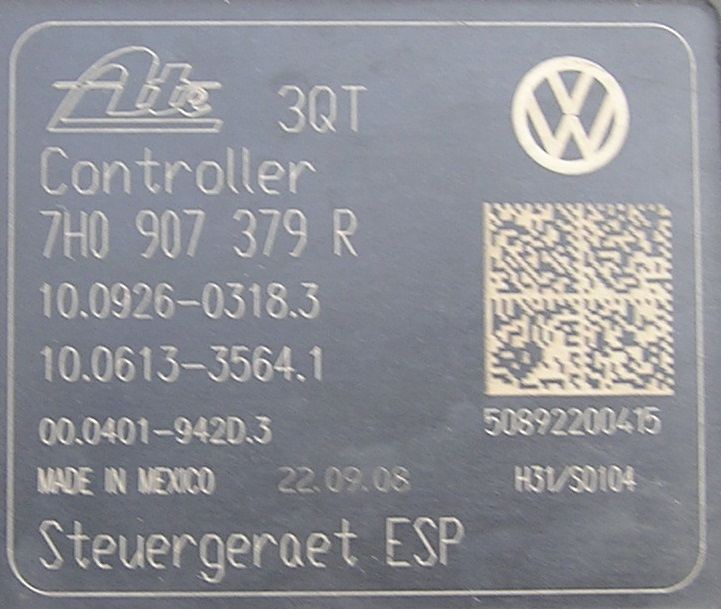 Ate 3QT
Controller
7H0 907 379 R
10.0926-0318.3
10.0613-3564.1
00.0401-942D.3
50892200415
MADE IN MEXICO 22.09.08 H31/S0104
Steuergeraet ESP